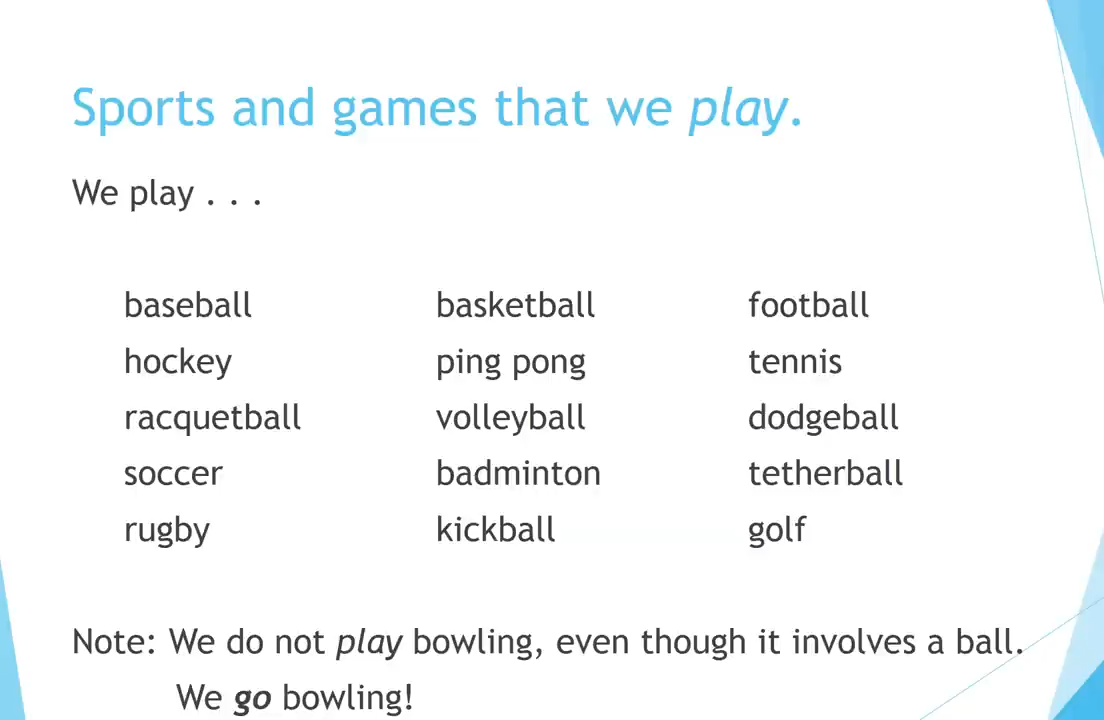 Sports and games that we play.
We play . . .
baseball basketball football
hockey ping pong tennis
racquetball volleyball dodgeball
soccer badminton tetherball
rugby kickball golf
Note: We do not play bowling, even though it involves a ball.
We go bowling!